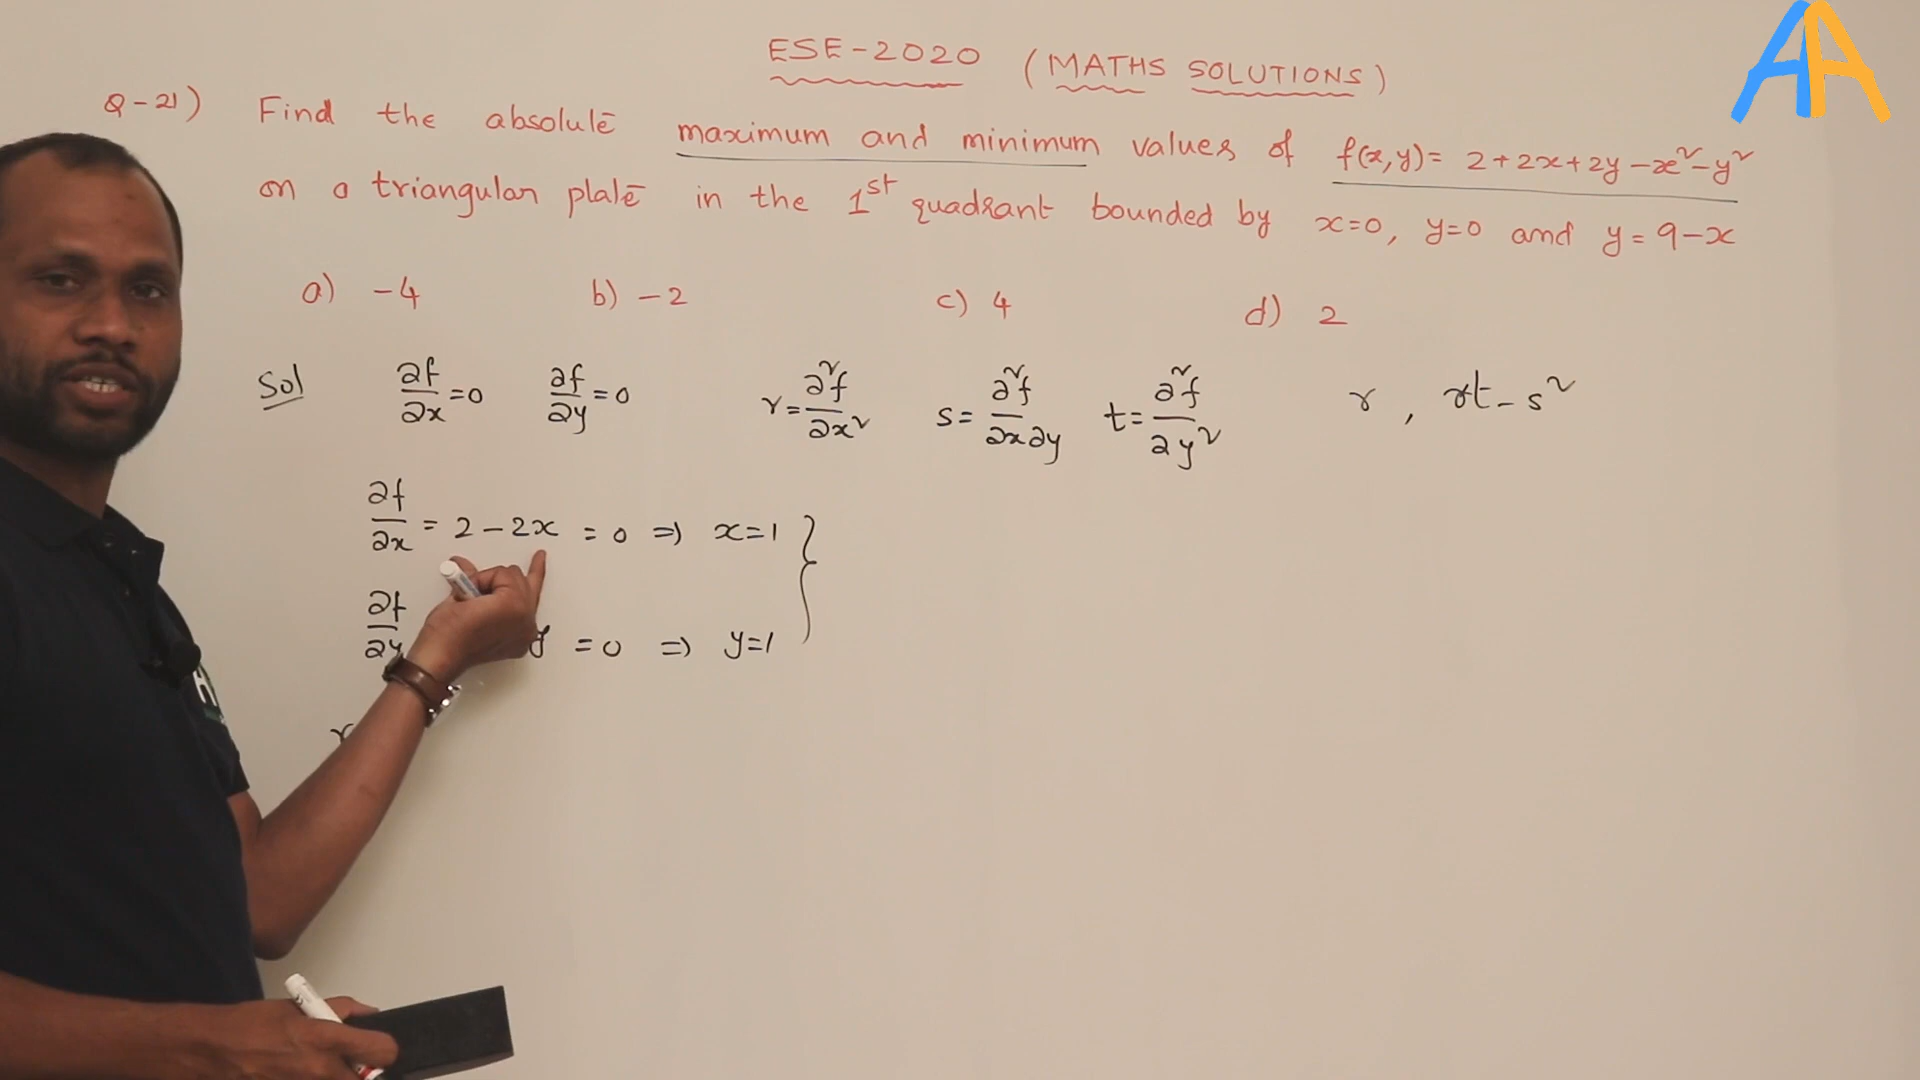 ESE-2020 (MATHS SOLUTIONS)
Q-21) Find the absolute maximum and minimum values of f(x,y)= 2+2x+2y-x²-y²
on a triangular plate in the 1st quadrant bounded by x=0, y=0 and y=9-x
a) -4 b) -2 c) 4 d) 2
Sol ∂f/∂x=0 ∂f/∂y=0 r=∂²f/∂x² s=∂²f/∂x∂y t=∂²f/∂y² r, rt-s²
∂f/∂x = 2-2x = 0 ⇒ x=1 }
∂f/∂y y = 0 ⇒ y=1
r
AA